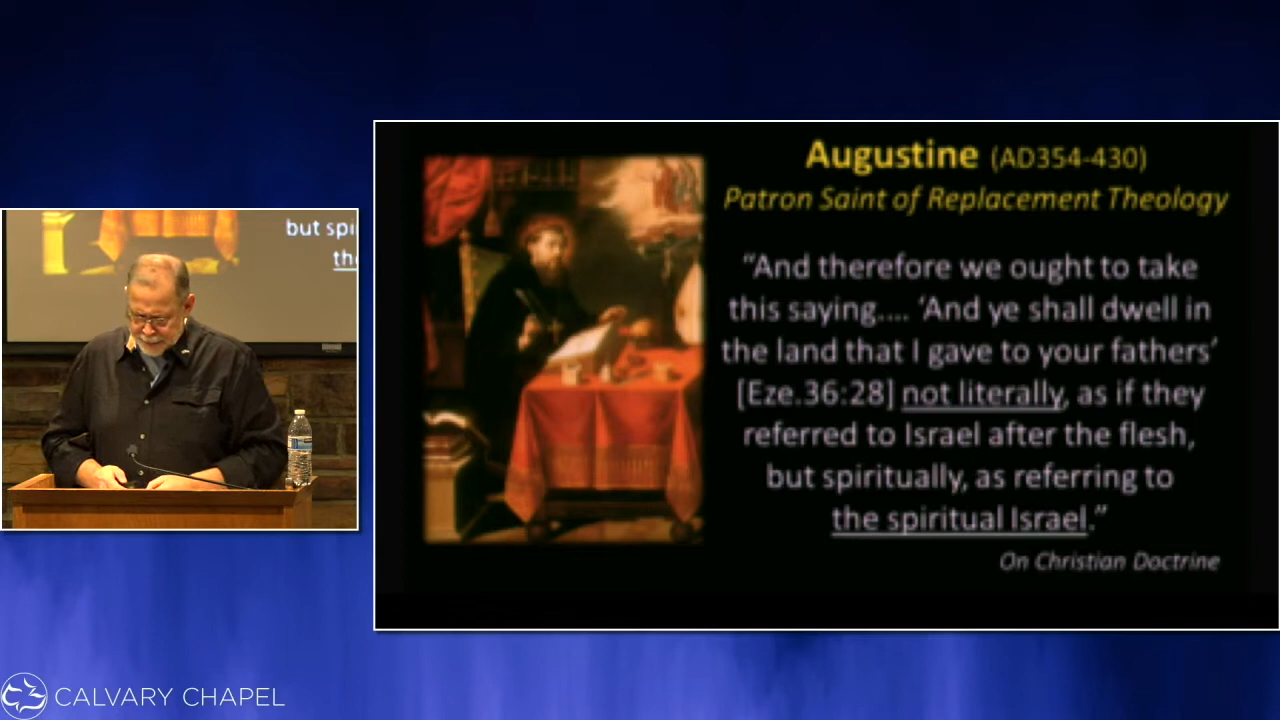 Augustine (AD354-430)
Patron Saint of Replacement Theology
“And therefore we ought to take
this saying.... ‘And ye shall dwell in
the land that I gave to your fathers’
[Eze.36:28] not literally, as if they
referred to Israel after the flesh,
but spiritually, as referring to
the spiritual Israel.”
On Christian Doctrine
but spi
the
CALVARY CHAPEL